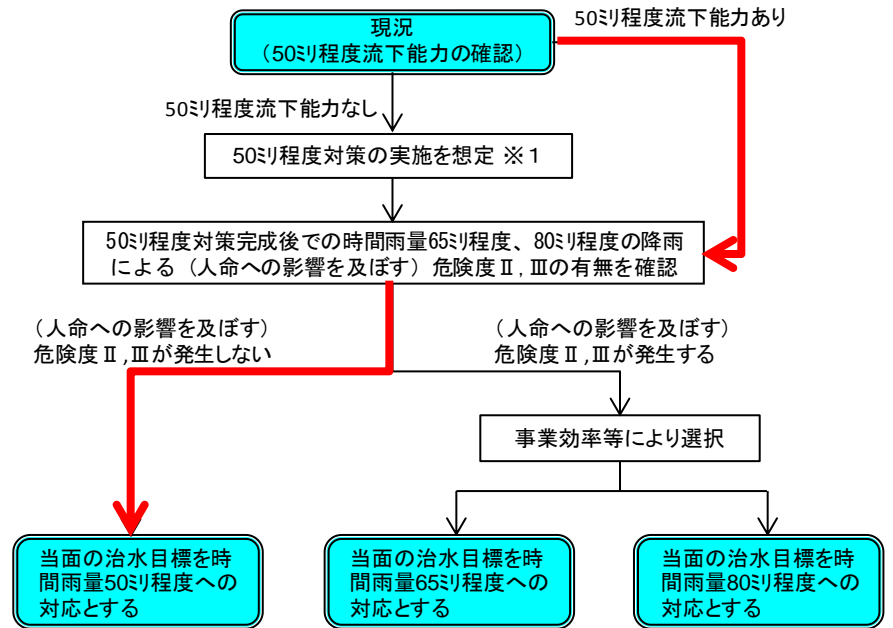 現況
(50ミリ程度流下能力の確認)
50ミリ程度流下能力あり
50ミリ程度流下能力なし
50ミリ程度対策の実施を想定 ※1
50ミリ程度対策完成後での時間雨量65ミリ程度、80ミリ程度の降雨
による(人命への影響を及ぼす)危険度Ⅱ,Ⅲの有無を確認
(人命への影響を及ぼす)
危険度Ⅱ,Ⅲが発生しない
(人命への影響を及ぼす)
危険度Ⅱ,Ⅲが発生する
事業効率等により選択
当面の治水目標を時
間雨量50ミリ程度への
対応とする
当面の治水目標を時
間雨量65ミリ程度への
対応とする
当面の治水目標を時
間雨量80ミリ程度への
対応とする